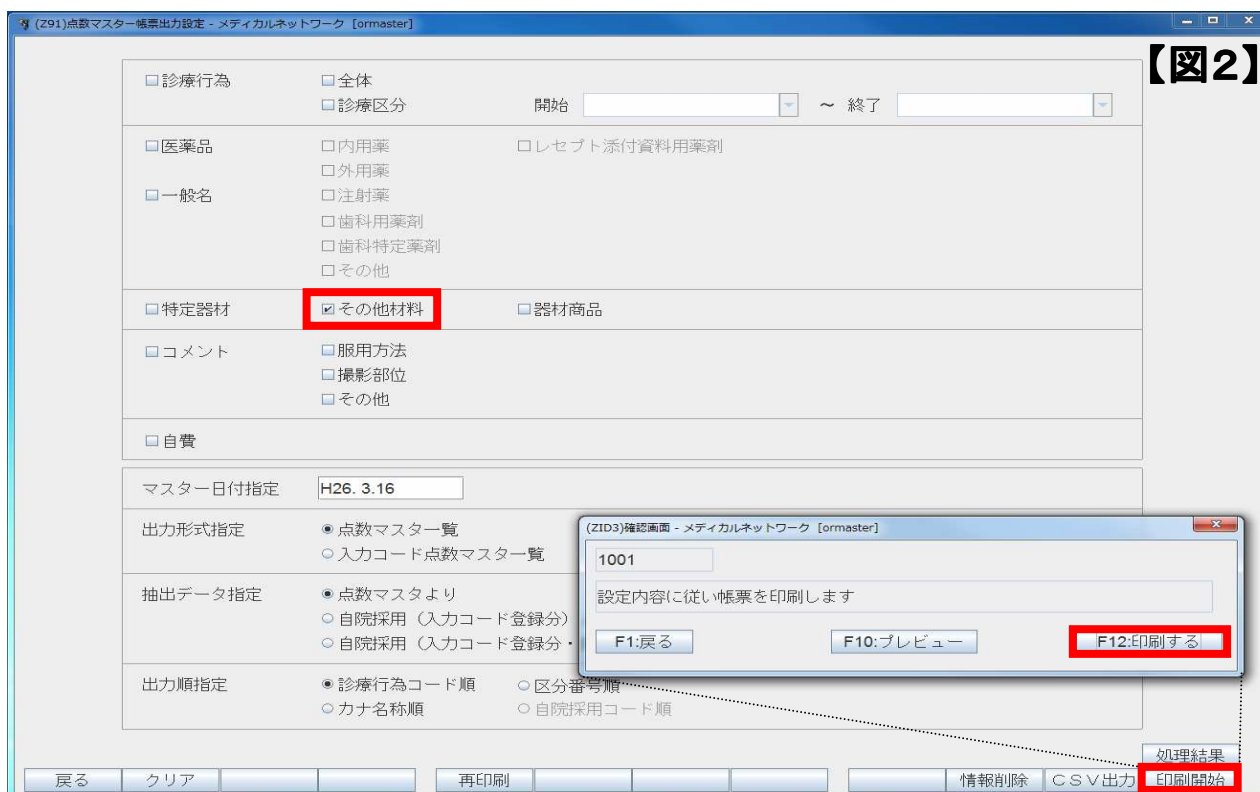 (Z91)点数マスター帳票出力設定 - メディカルネットワーク [ormaster]
【図2】
診療行為 全体
診療区分 開始 ～ 終了
医薬品 内用薬 レセプト添付資料用薬剤
外用薬
一般名 注射薬
歯科用薬剤
歯科特定薬剤
その他
特定器材 その他材料 器材商品
コメント 服用方法
撮影部位
その他
自費
マスター日付指定 H26. 3.16
出力形式指定 点数マスタ一覧
入力コード点数マスタ一覧
抽出データ指定 点数マスタより
自院採用（入力コード登録分）
自院採用（入力コード登録分・
出力順指定 診療行為コード順 区分番号順
カナ名称順 自院採用コード順
(ZID3)確認画面 - メディカルネットワーク [ormaster]
1001
設定内容に従い帳票を印刷します
F1:戻る F10:プレビュー F12:印刷する
処理結果
戻る クリア 再印刷 情報削除 ＣＳＶ出力 印刷開始